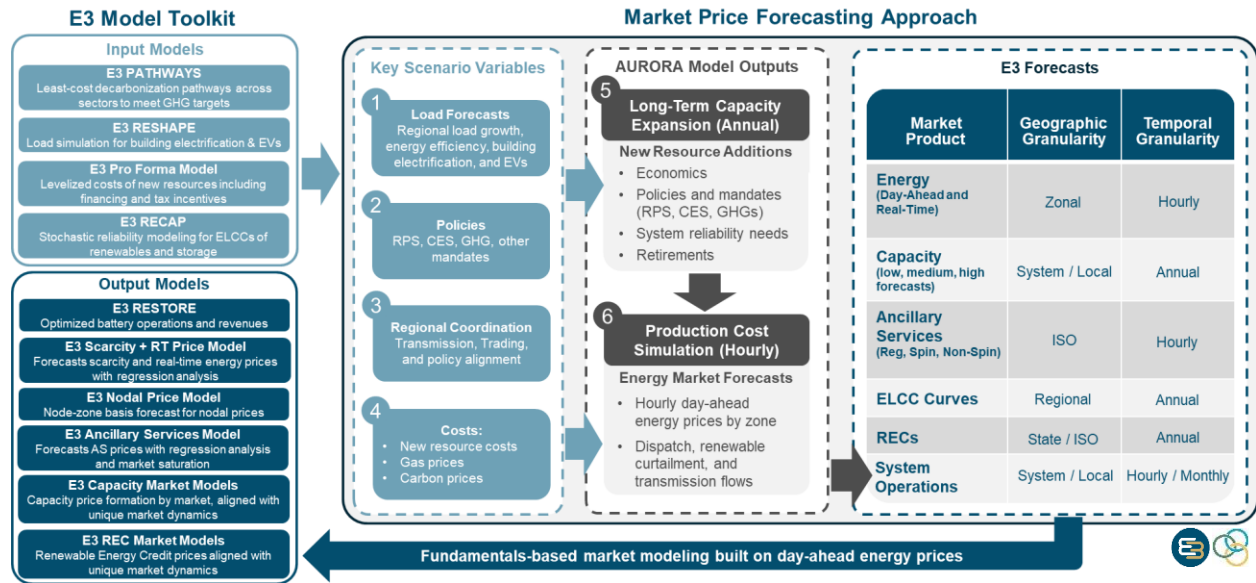 E3 Model Toolkit
Market Price Forecasting Approach
Input Models
E3 PATHWAYS
Least-cost decarbonization pathways across
sectors to meet GHG targets
E3 RESHAPE
Load simulation for building electrification & EVs
E3 Pro Forma Model
Levelized costs of new resources including
financing and tax incentives
E3 RECAP
Stochastic reliability modeling for ELCCs of
renewables and storage
Output Models
E3 RESTORE
Optimized battery operations and revenues
E3 Scarcity + RT Price Model
Forecasts scarcity and real-time energy prices
with regression analysis
E3 Nodal Price Model
Node-zone basis forecast for nodal prices
E3 Ancillary Services Model
Forecasts AS prices with regression analysis
and market saturation
E3 Capacity Market Models
Capacity price formation by market, aligned with
unique market dynamics
E3 REC Market Models
Renewable Energy Credit prices aligned with
unique market dynamics
Key Scenario Variables
1
Load Forecasts
Regional load growth,
energy efficiency, building
electrification, and EVs
2
Policies
RPS, CES, GHG, other
mandates
3
Regional Coordination
Transmission, Trading,
and policy alignment
4
Costs:
• New resource costs
• Gas prices
• Carbon prices
AURORA Model Outputs
5
Long-Term Capacity
Expansion (Annual)
New Resource Additions
• Economics
• Policies and mandates
(RPS, CES, GHGs)
• System reliability needs
• Retirements
6
Production Cost
Simulation (Hourly)
Energy Market Forecasts
• Hourly day-ahead
energy prices by zone
• Dispatch, renewable
curtailment, and
transmission flows
E3 Forecasts
Market
Product
Geographic
Granularity
Temporal
Granularity
Energy
(Day-Ahead and
Real-Time)
Zonal
Hourly
Capacity
(low, medium, high
forecasts)
System / Local
Annual
Ancillary
Services
(Reg, Spin, Non-Spin)
ISO
Hourly
ELCC Curves
Regional
Annual
RECs
State / ISO
Annual
System
Operations
System / Local
Hourly / Monthly
Fundamentals-based market modeling built on day-ahead energy prices
E3